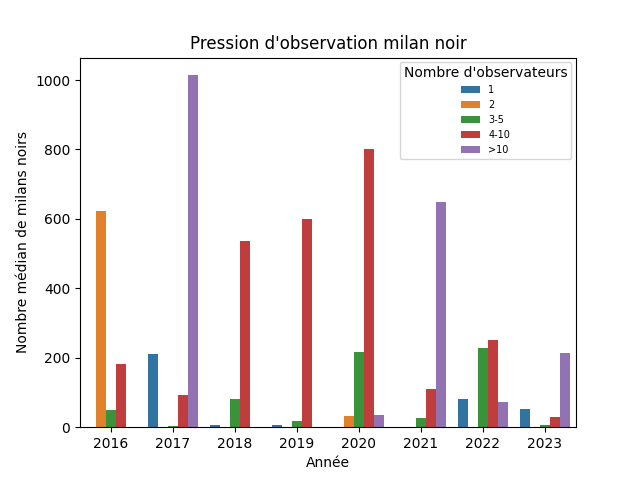 Pression d'observation milan noir
Nombre d'observateurs
1
2
3-5
4-10
>10
Nombre médian de milans noirs
1000
800
600
400
200
0
2016 2017 2018 2019 2020 2021 2022 2023
Année